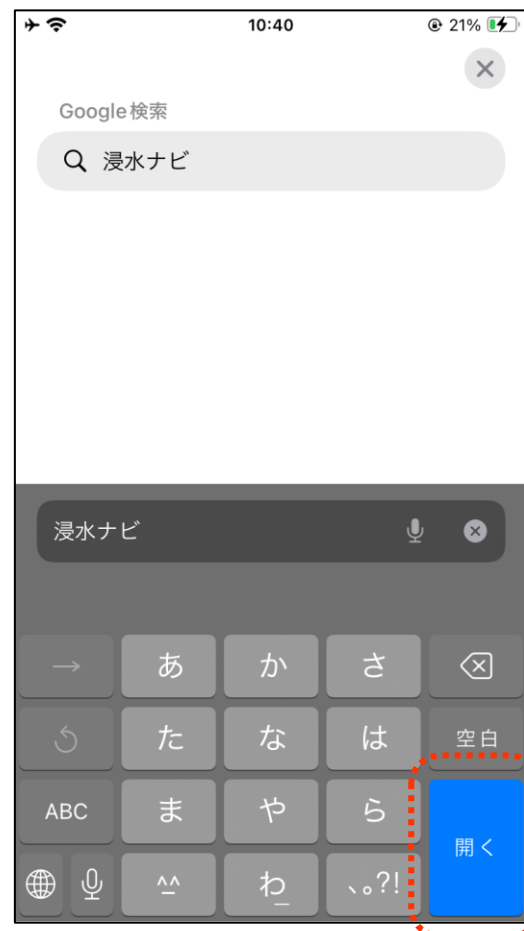 10:40
21%
Google検索
浸水ナビ
浸水ナビ
→ あ か さ
た な は 空白
ABC ま や ら
開く
^^ わ_ 、。?!